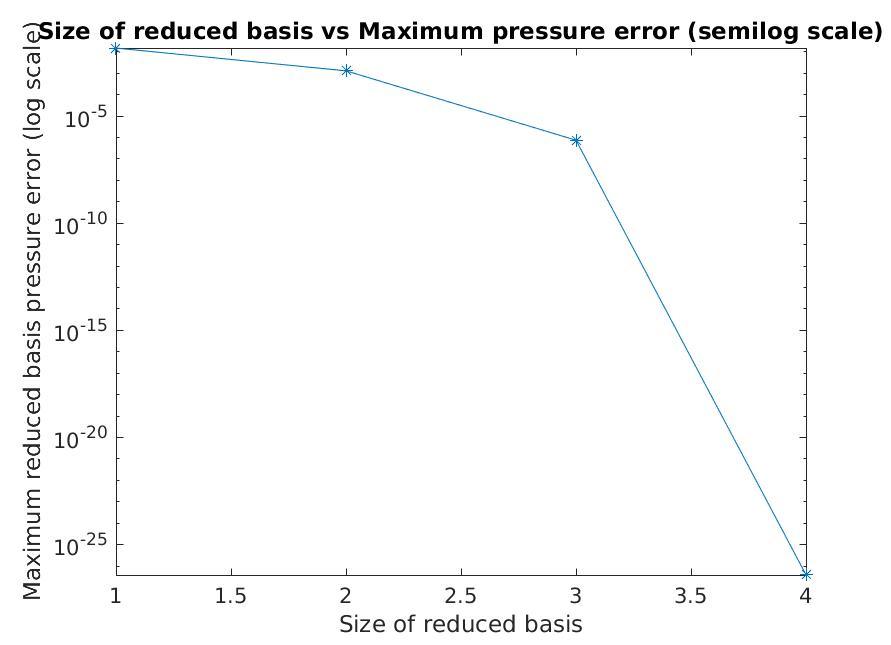 Size of reduced basis vs Maximum pressure error (semilog scale)
Maximum reduced basis pressure error (log scale)
10^-5
10^-10
10^-15
10^-20
10^-25
1 1.5 2 2.5 3 3.5 4
Size of reduced basis